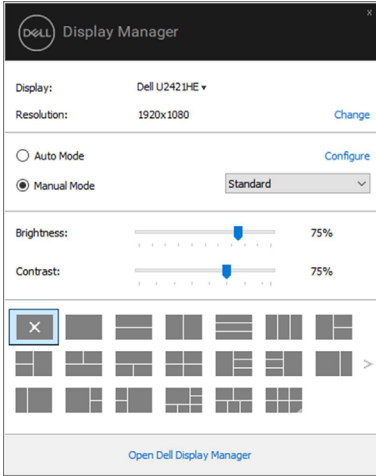 x
DELL Display Manager
Display: Dell U2421HE
Resolution: 1920x1080 Change
Auto Mode Configure
Manual Mode Standard
Brightness: 75%
Contrast: 75%
Open Dell Display Manager